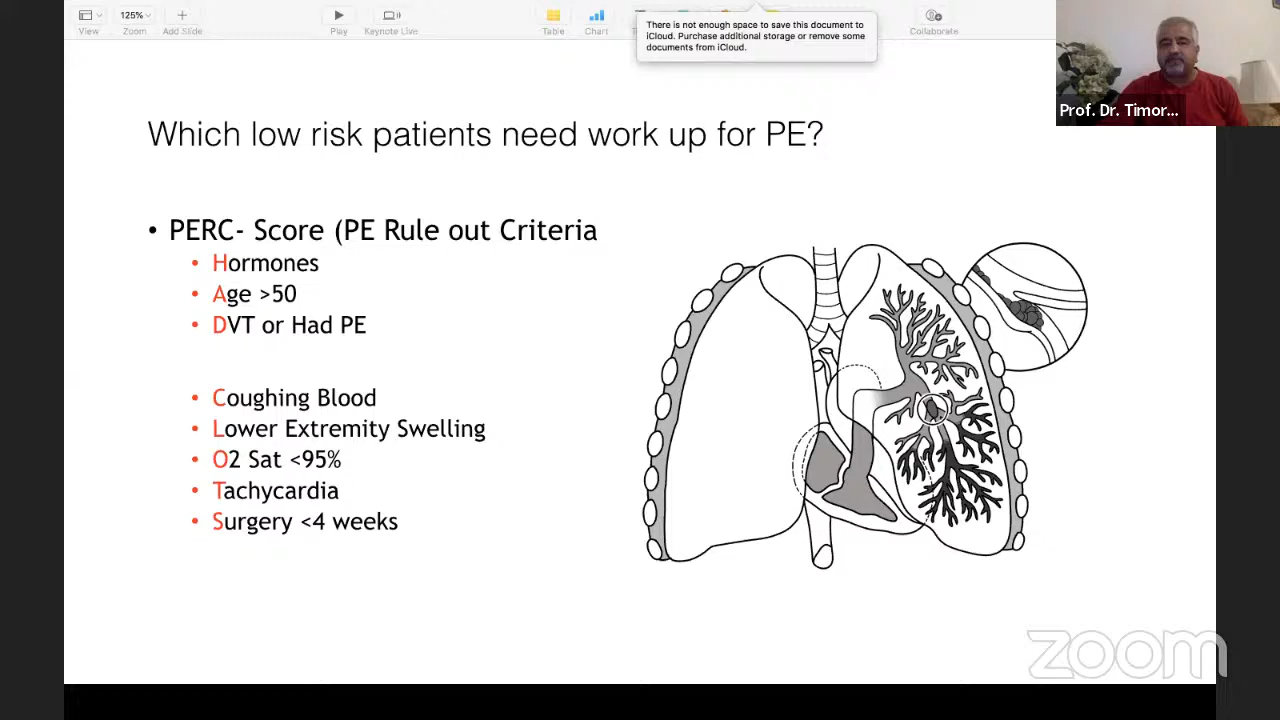 125%
View
Zoom
Add Slide
Play
Keynote Live
Table
Chart
Collaborate
There is not enough space to save this document to
iCloud. Purchase additional storage or remove some
documents from iCloud.
Prof. Dr. Timor...
Which low risk patients need work up for PE?
• PERC- Score (PE Rule out Criteria
• Hormones
• Age >50
• DVT or Had PE
• Coughing Blood
• Lower Extremity Swelling
• O2 Sat <95%
• Tachycardia
• Surgery <4 weeks
zoom